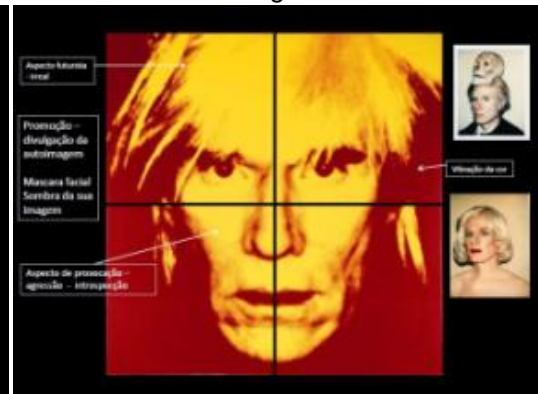 Aspecto futurista
- irreal
Promoção –
divulgação da
autoimagem
Mascara facial
Sombra da sua
imagem
Vibração da cor
Aspecto de provocação –
agressão – introspecção